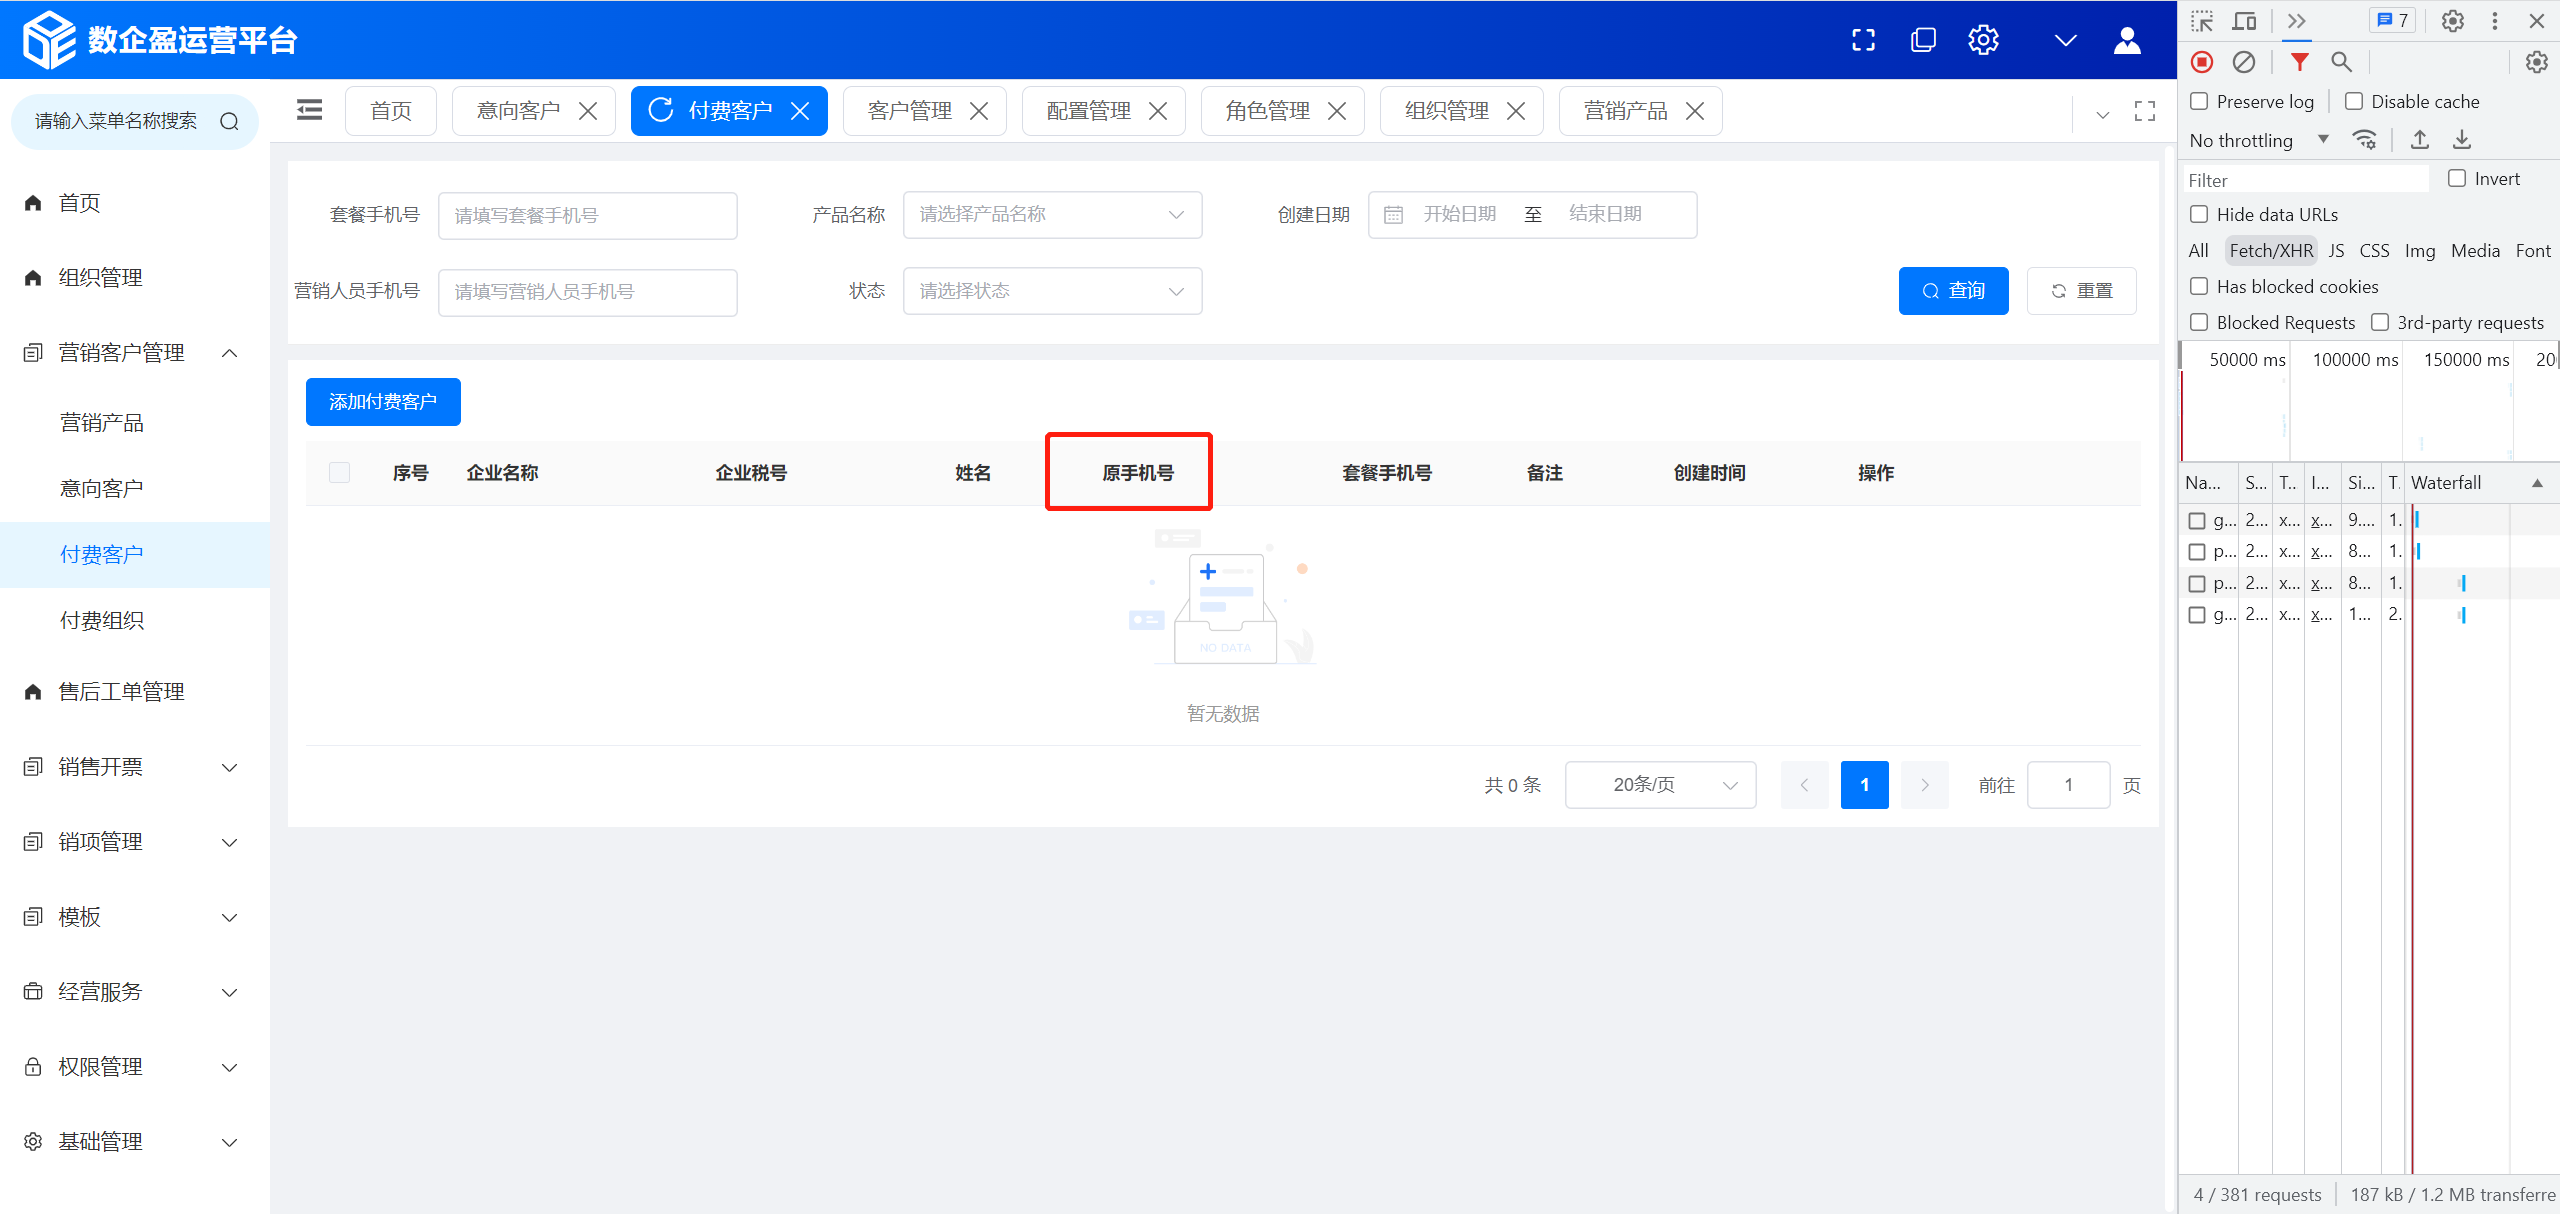 数企盈运营平台
请输入菜单名称搜索
首页
组织管理
营销客户管理
营销产品
意向客户
付费客户
付费组织
售后工单管理
销售开票
销项管理
模板
经营服务
权限管理
基础管理
首页 意向客户 付费客户 客户管理 配置管理 角色管理 组织管理 营销产品
套餐手机号 请填写套餐手机号 产品名称 请选择产品名称 创建日期 开始日期 至 结束日期
营销人员手机号 请填写营销人员手机号 状态 请选择状态 查询 重置
添加付费客户
序号 企业名称 企业税号 姓名 原手机号 套餐手机号 备注 创建时间 操作
NO DATA
暂无数据
共 0 条 20条/页 1 前往 1 页
7
Preserve log Disable cache
No throttling
Filter Invert
Hide data URLs
All Fetch/XHR JS CSS Img Media Font
Has blocked cookies
Blocked Requests 3rd-party requests
50000 ms 100000 ms 150000 ms 20
Na... S... T... I... Si... T. Waterfall
g... 2... x... x... 9.... 1.
p... 2... x... x... 8... 1.
p... 2... x... x... 8... 1.
g... 2... x... x... 1... 2.
4 / 381 requests 187 kB / 1.2 MB transferre